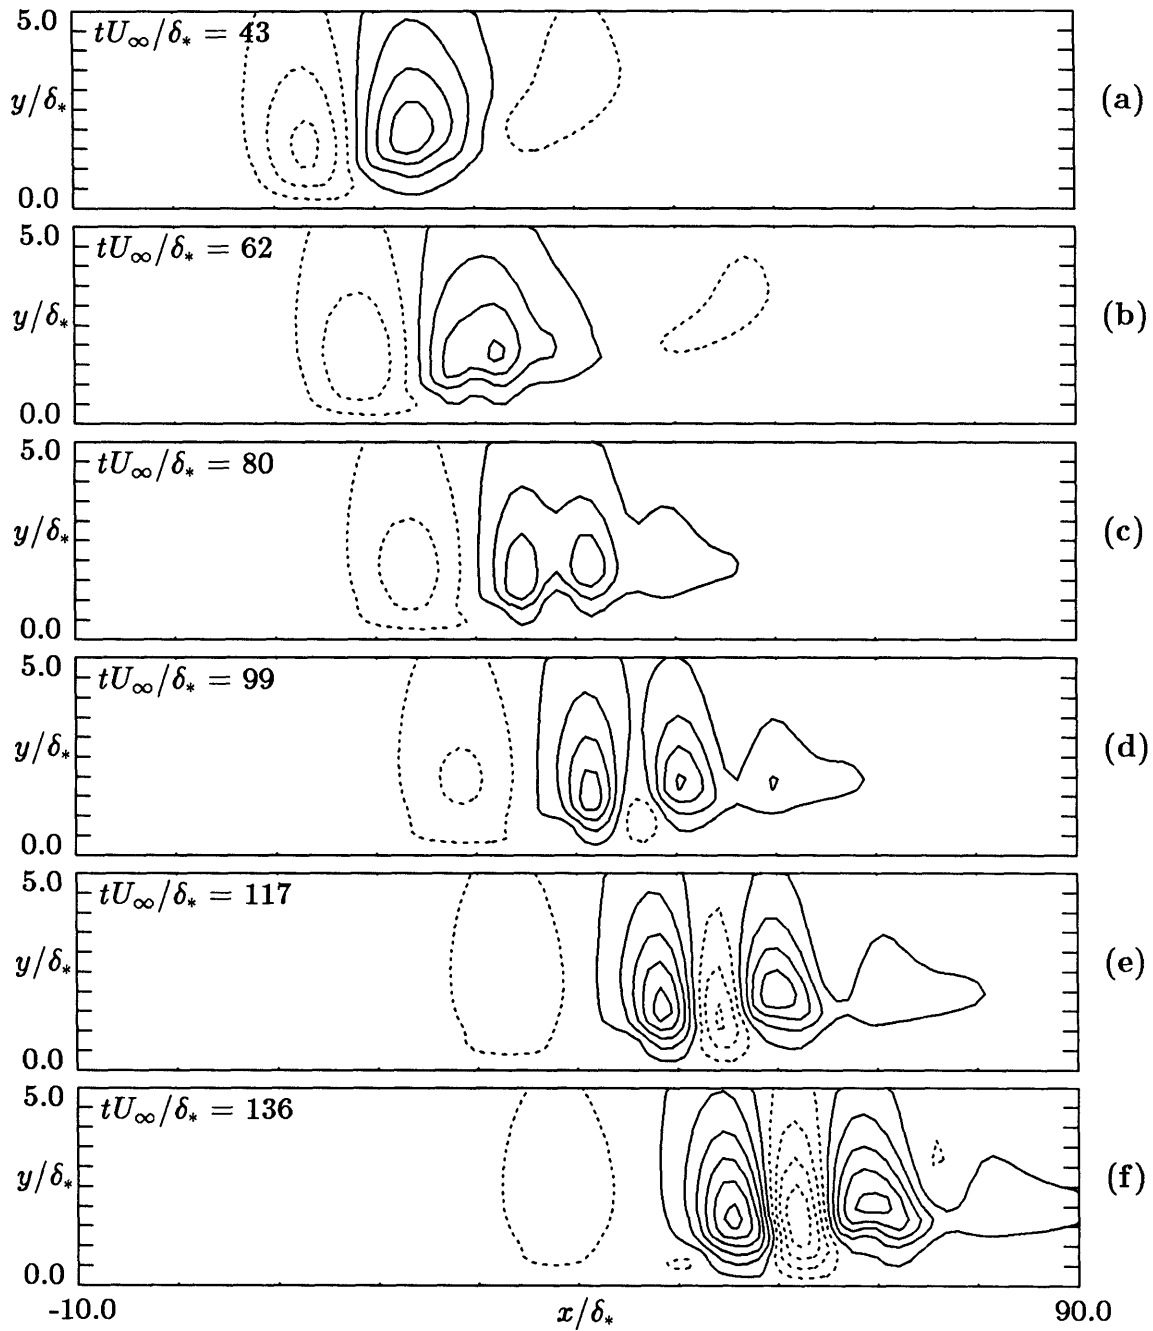 5.0
tU∞/δ* = 43
y/δ*
(a)
0.0
5.0
tU∞/δ* = 62
y/δ*
(b)
0.0
5.0
tU∞/δ* = 80
y/δ*
(c)
0.0
5.0
tU∞/δ* = 99
y/δ*
(d)
0.0
5.0
tU∞/δ* = 117
y/δ*
(e)
0.0
5.0
tU∞/δ* = 136
y/δ*
(f)
0.0
-10.0 x/δ* 90.0